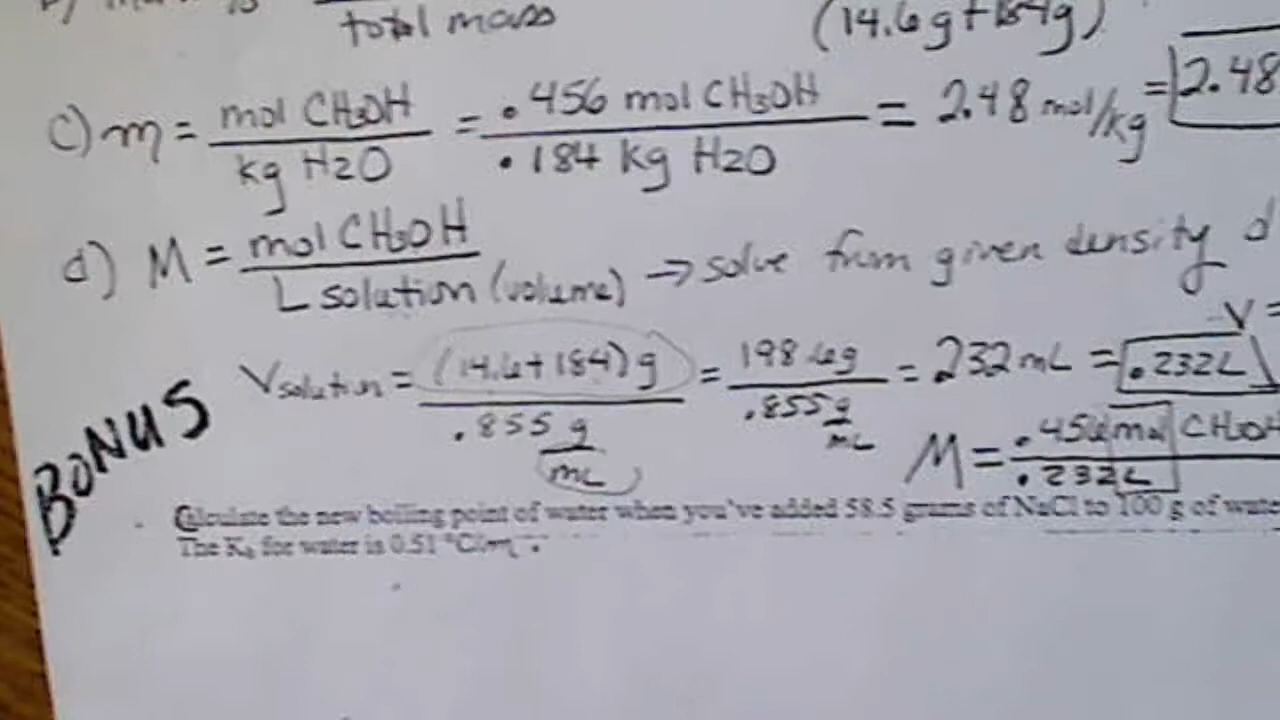 total mass
(14.6g+184g)
c) m = mol CH3OH / kg H2O = .456 mol CH3OH / .184 kg H2O = 2.48 mol/kg = 2.48
d) M = mol CH3OH / L solution (volume) → solve from given density d
V =
Vsolution = (14.6+184)g / .855 g/mL = 198.6g / .855 g/mL = 232 mL = .232L
M = .456 mol CH3OH / .232L
BONUS
Calculate the new boiling point of water when you've added 58.5 grams of NaCl to 100 g of wate
The Kb for water is 0.51 °C/m.